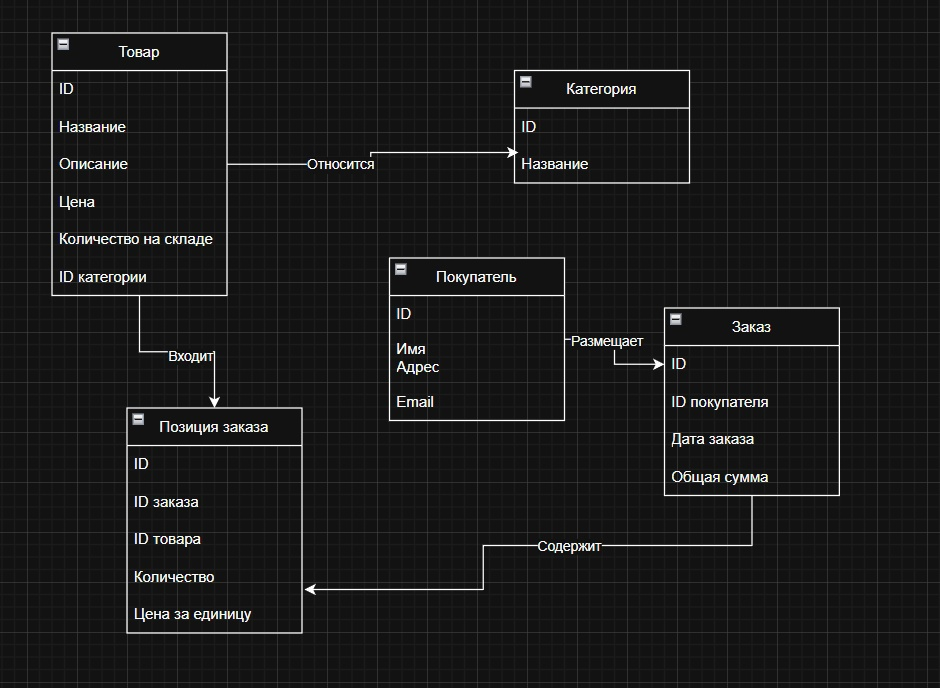 Товар
ID
Название
Описание
Цена
Количество на складе
ID категории
Относится
Категория
ID
Название
Покупатель
ID
Имя
Адрес
Email
Размещает
Заказ
ID
ID покупателя
Дата заказа
Общая сумма
Входит
Позиция заказа
ID
ID заказа
ID товара
Количество
Цена за единицу
Содержит